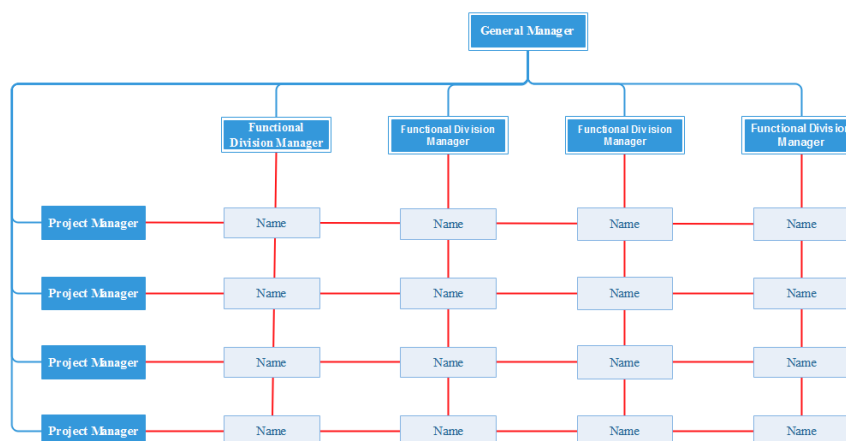 General Manager
Functional
Division Manager
Functional Division
Manager
Functional Division
Manager
Functional Division
Manager
Project Manager
Name
Name
Name
Name
Project Manager
Name
Name
Name
Name
Project Manager
Name
Name
Name
Name
Project Manager
Name
Name
Name
Name